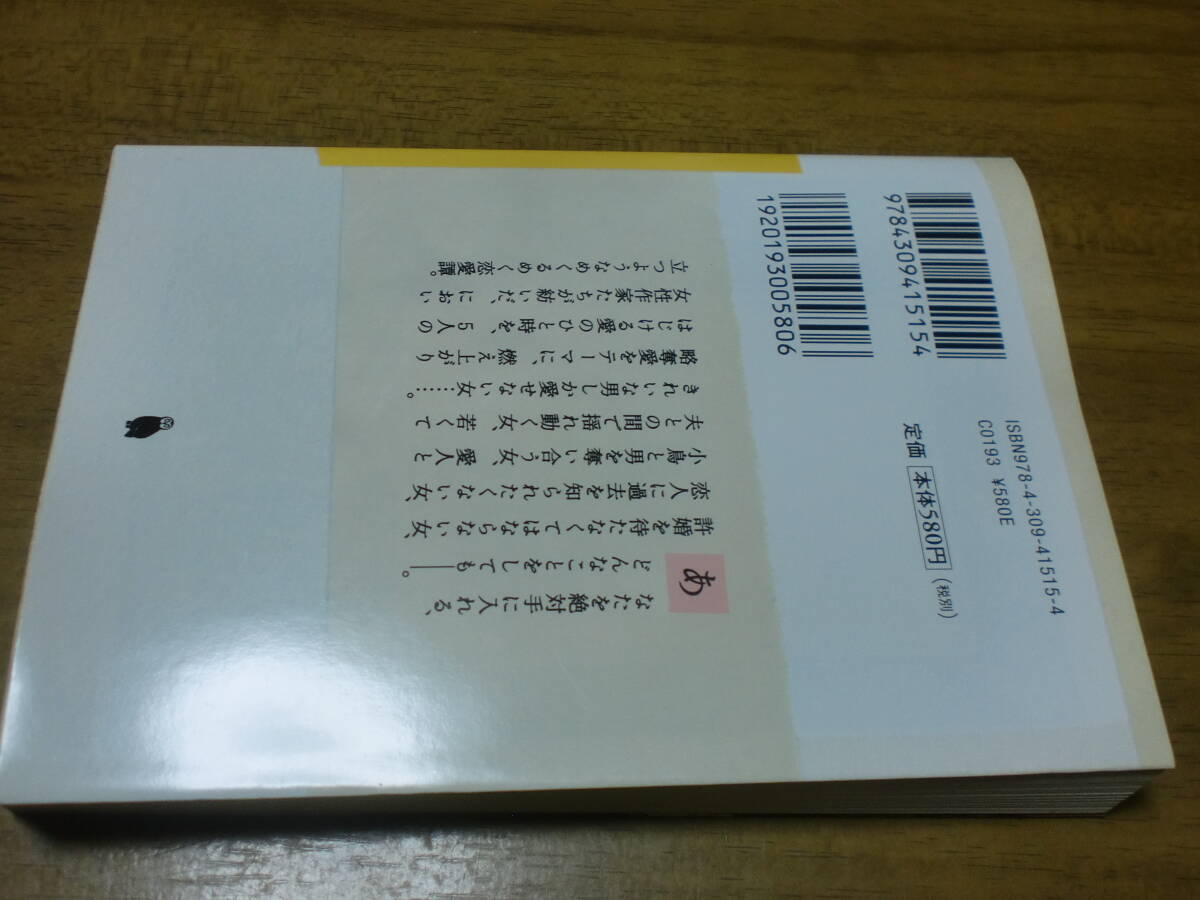 あなたを絶対手に入れる、
どんなことをしても──。
許婚を待たなくてはならない女、
恋人に過去を知られたくない女、
小鳥と男を奪い合う女、愛人と
夫との間で揺れ動く女、若くて
きれいな男しか愛せない女……。
略奪愛をテーマに、燃え上がり
はじける愛のひと時を、5人の
女性作家たちが紡いだ、におい
立つようなめくるめく恋愛譚。
9784309415154
1920193005806
ISBN978-4-309-41515-4
C0193 ¥580E
定価 本体580円(税別)